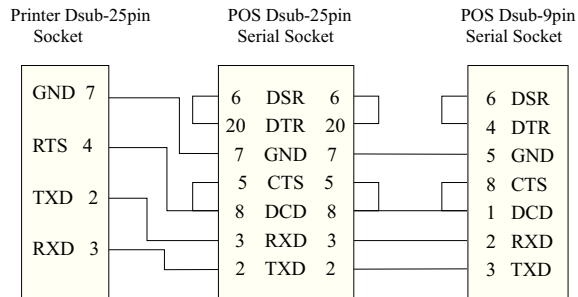 Printer Dsub-25pin Socket
POS Dsub-25pin Serial Socket
POS Dsub-9pin Serial Socket
GND 7
RTS 4
TXD 2
RXD 3
6 DSR 6
20 DTR 20
7 GND 7
5 CTS 5
8 DCD 8
3 RXD 3
2 TXD 2
6 DSR
4 DTR
5 GND
8 CTS
1 DCD
2 RXD
3 TXD